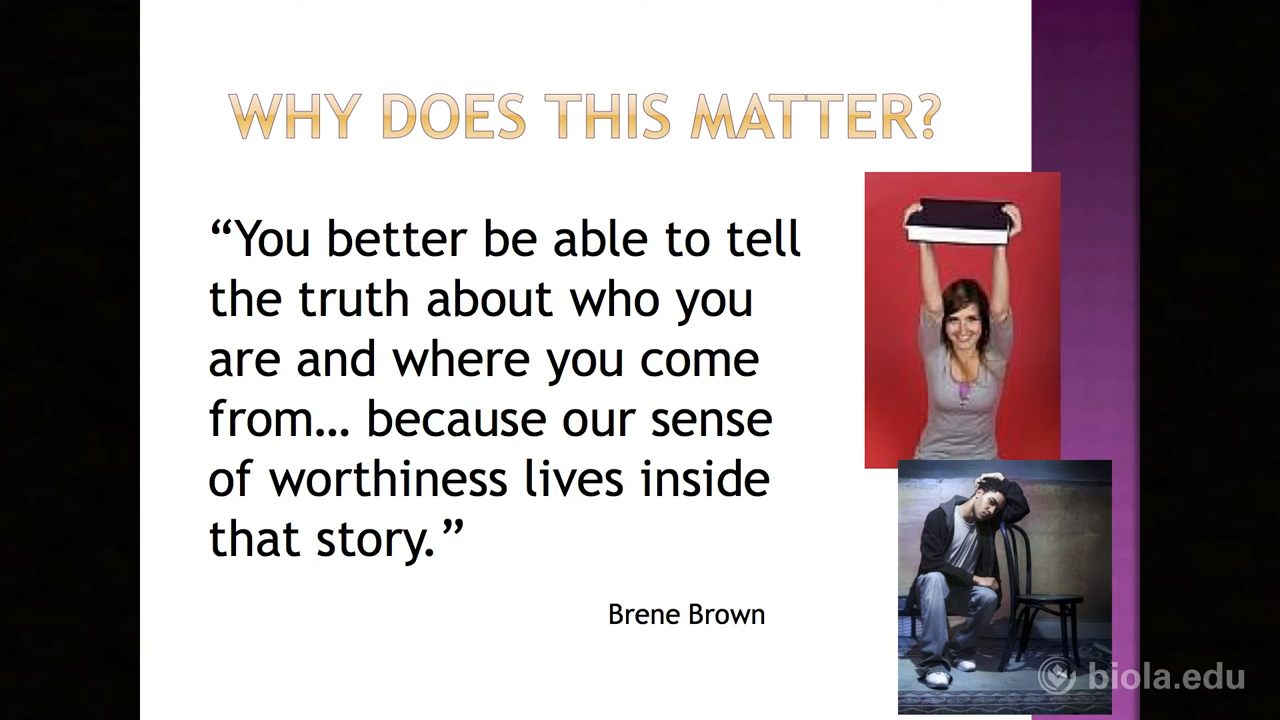 WHY DOES THIS MATTER?
“You better be able to tell
the truth about who you
are and where you come
from… because our sense
of worthiness lives inside
that story.”
Brene Brown
biola.edu